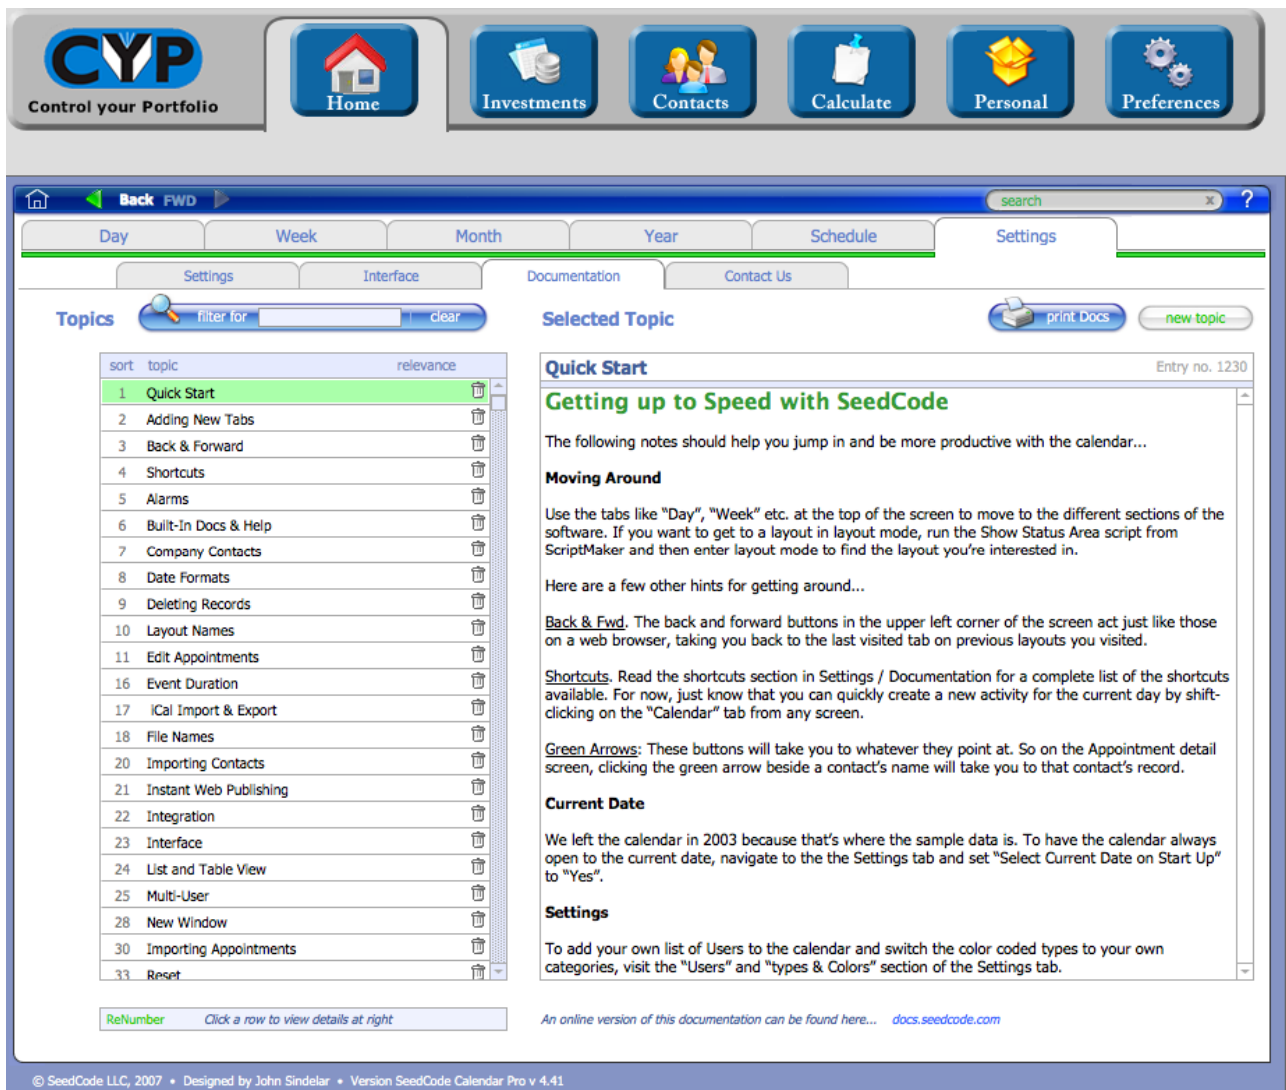 CYP
Control your Portfolio
Home
Investments
Contacts
Calculate
Personal
Preferences
Back FWD
search x ?
Day Week Month Year Schedule Settings
Settings Interface Documentation Contact Us
Topics filter for clear Selected Topic print Docs new topic
sort topic relevance
1 Quick Start
2 Adding New Tabs
3 Back & Forward
4 Shortcuts
5 Alarms
6 Built-In Docs & Help
7 Company Contacts
8 Date Formats
9 Deleting Records
10 Layout Names
11 Edit Appointments
16 Event Duration
17 iCal Import & Export
18 File Names
20 Importing Contacts
21 Instant Web Publishing
22 Integration
23 Interface
24 List and Table View
25 Multi-User
28 New Window
30 Importing Appointments
33 Reset
ReNumber Click a row to view details at right
Quick Start Entry no. 1230
Getting up to Speed with SeedCode
The following notes should help you jump in and be more productive with the calendar...
Moving Around
Use the tabs like “Day”, “Week” etc. at the top of the screen to move to the different sections of the
software. If you want to get to a layout in layout mode, run the Show Status Area script from
ScriptMaker and then enter layout mode to find the layout you’re interested in.
Here are a few other hints for getting around...
Back & Fwd. The back and forward buttons in the upper left corner of the screen act just like those
on a web browser, taking you back to the last visited tab on previous layouts you visited.
Shortcuts. Read the shortcuts section in Settings / Documentation for a complete list of the shortcuts
available. For now, just know that you can quickly create a new activity for the current day by shift-
clicking on the “Calendar” tab from any screen.
Green Arrows: These buttons will take you to whatever they point at. So on the Appointment detail
screen, clicking the green arrow beside a contact’s name will take you to that contact’s record.
Current Date
We left the calendar in 2003 because that’s where the sample data is. To have the calendar always
open to the current date, navigate to the the Settings tab and set “Select Current Date on Start Up”
to “Yes”.
Settings
To add your own list of Users to the calendar and switch the color coded types to your own
categories, visit the “Users” and “types & Colors” section of the Settings tab.
An online version of this documentation can be found here... docs.seedcode.com
© SeedCode LLC, 2007 • Designed by John Sindelar • Version SeedCode Calendar Pro v 4.41